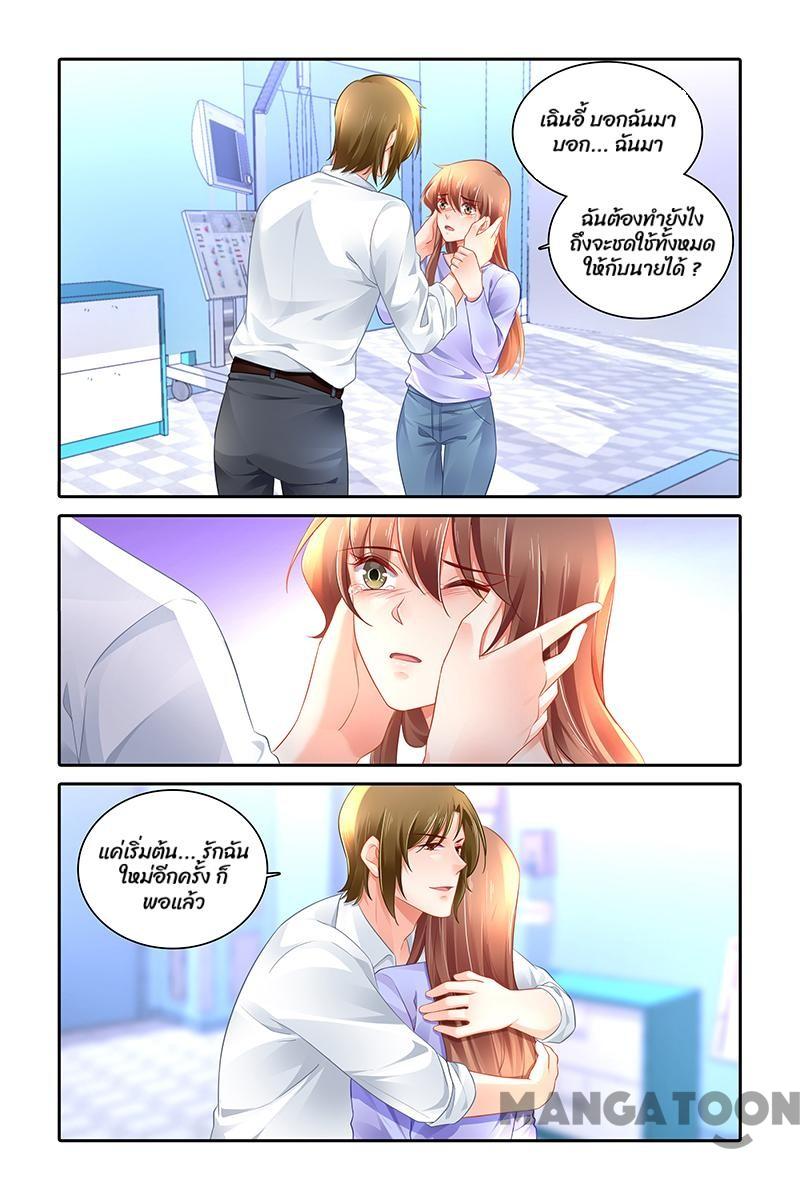 เฉินอี้ บอกฉันมา
บอก... ฉันมา
ฉันต้องทำยังไง
ถึงจะชดใช้ทั้งหมด
ให้กับนายได้ ?
แค่เริ่มต้น... รักฉัน
ใหม่อีกครั้ง ก็
พอแล้ว
MANGATOON